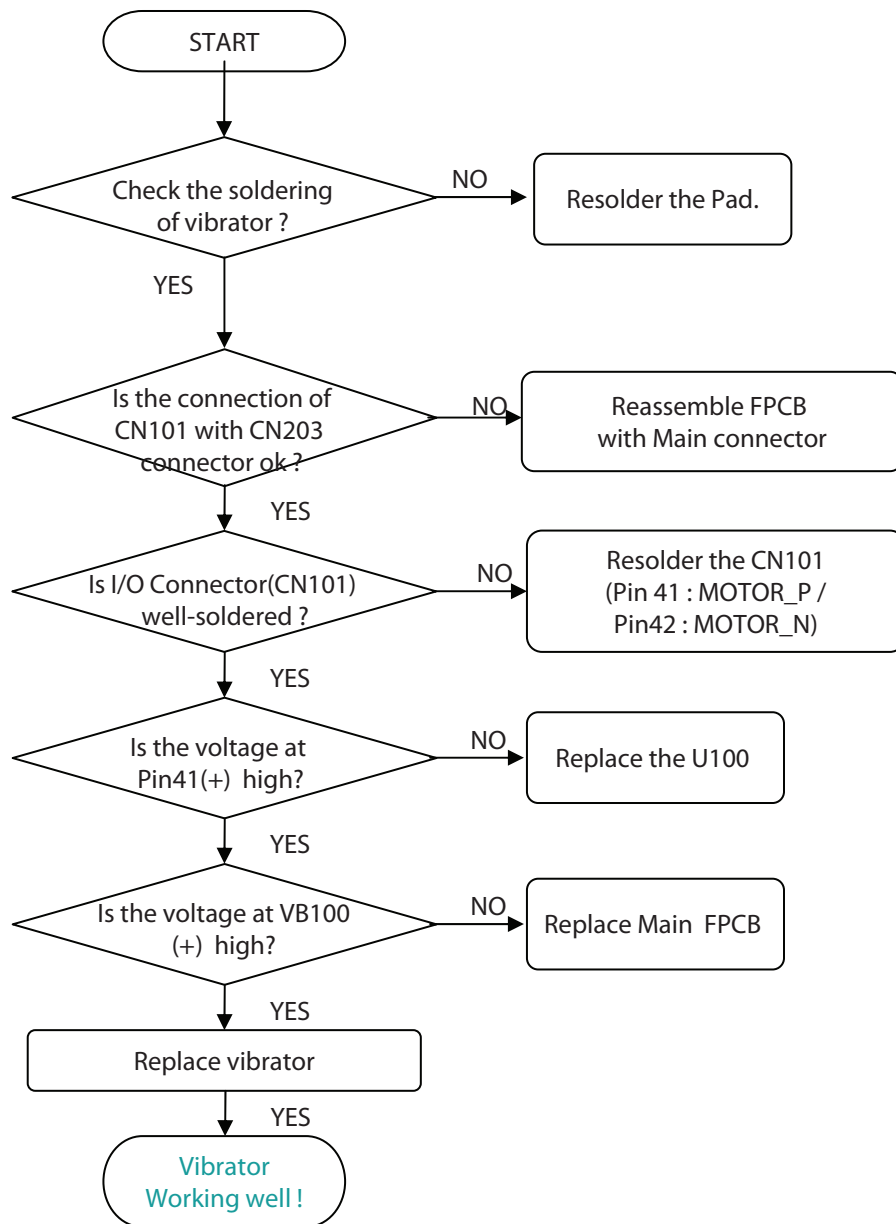 START
Check the soldering
of vibrator ?
NO
Resolder the Pad.
YES
Is the connection of
CN101 with CN203
connector ok ?
NO
Reassemble FPCB
with Main connector
YES
Is I/O Connector(CN101)
well-soldered ?
NO
Resolder the CN101
(Pin 41 : MOTOR_P /
Pin42 : MOTOR_N)
YES
Is the voltage at
Pin41(+) high?
NO
Replace the U100
YES
Is the voltage at VB100
(+) high?
NO
Replace Main FPCB
YES
Replace vibrator
YES
Vibrator
Working well !